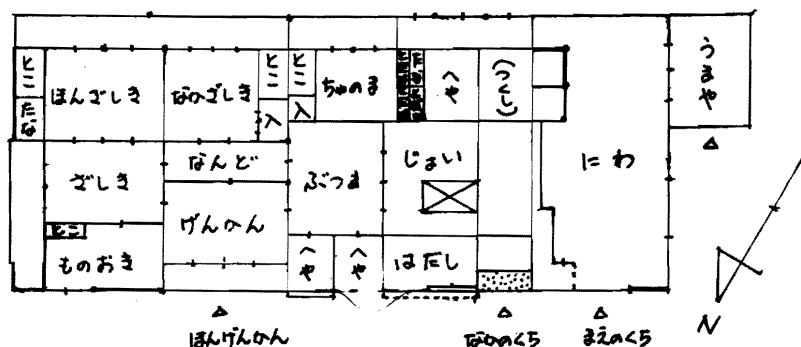 とこ
たな
ほんざしき
なかざしき
とこ
入
とこ
入
ちゃのま
へや
(つくし)
うまや
ざしき
なんど
ぶつま
じょい
にわ
とこ
ものおき
げんかん
へや
へや
はだし
ほんげんかん
なかのくち
まえのくち
N